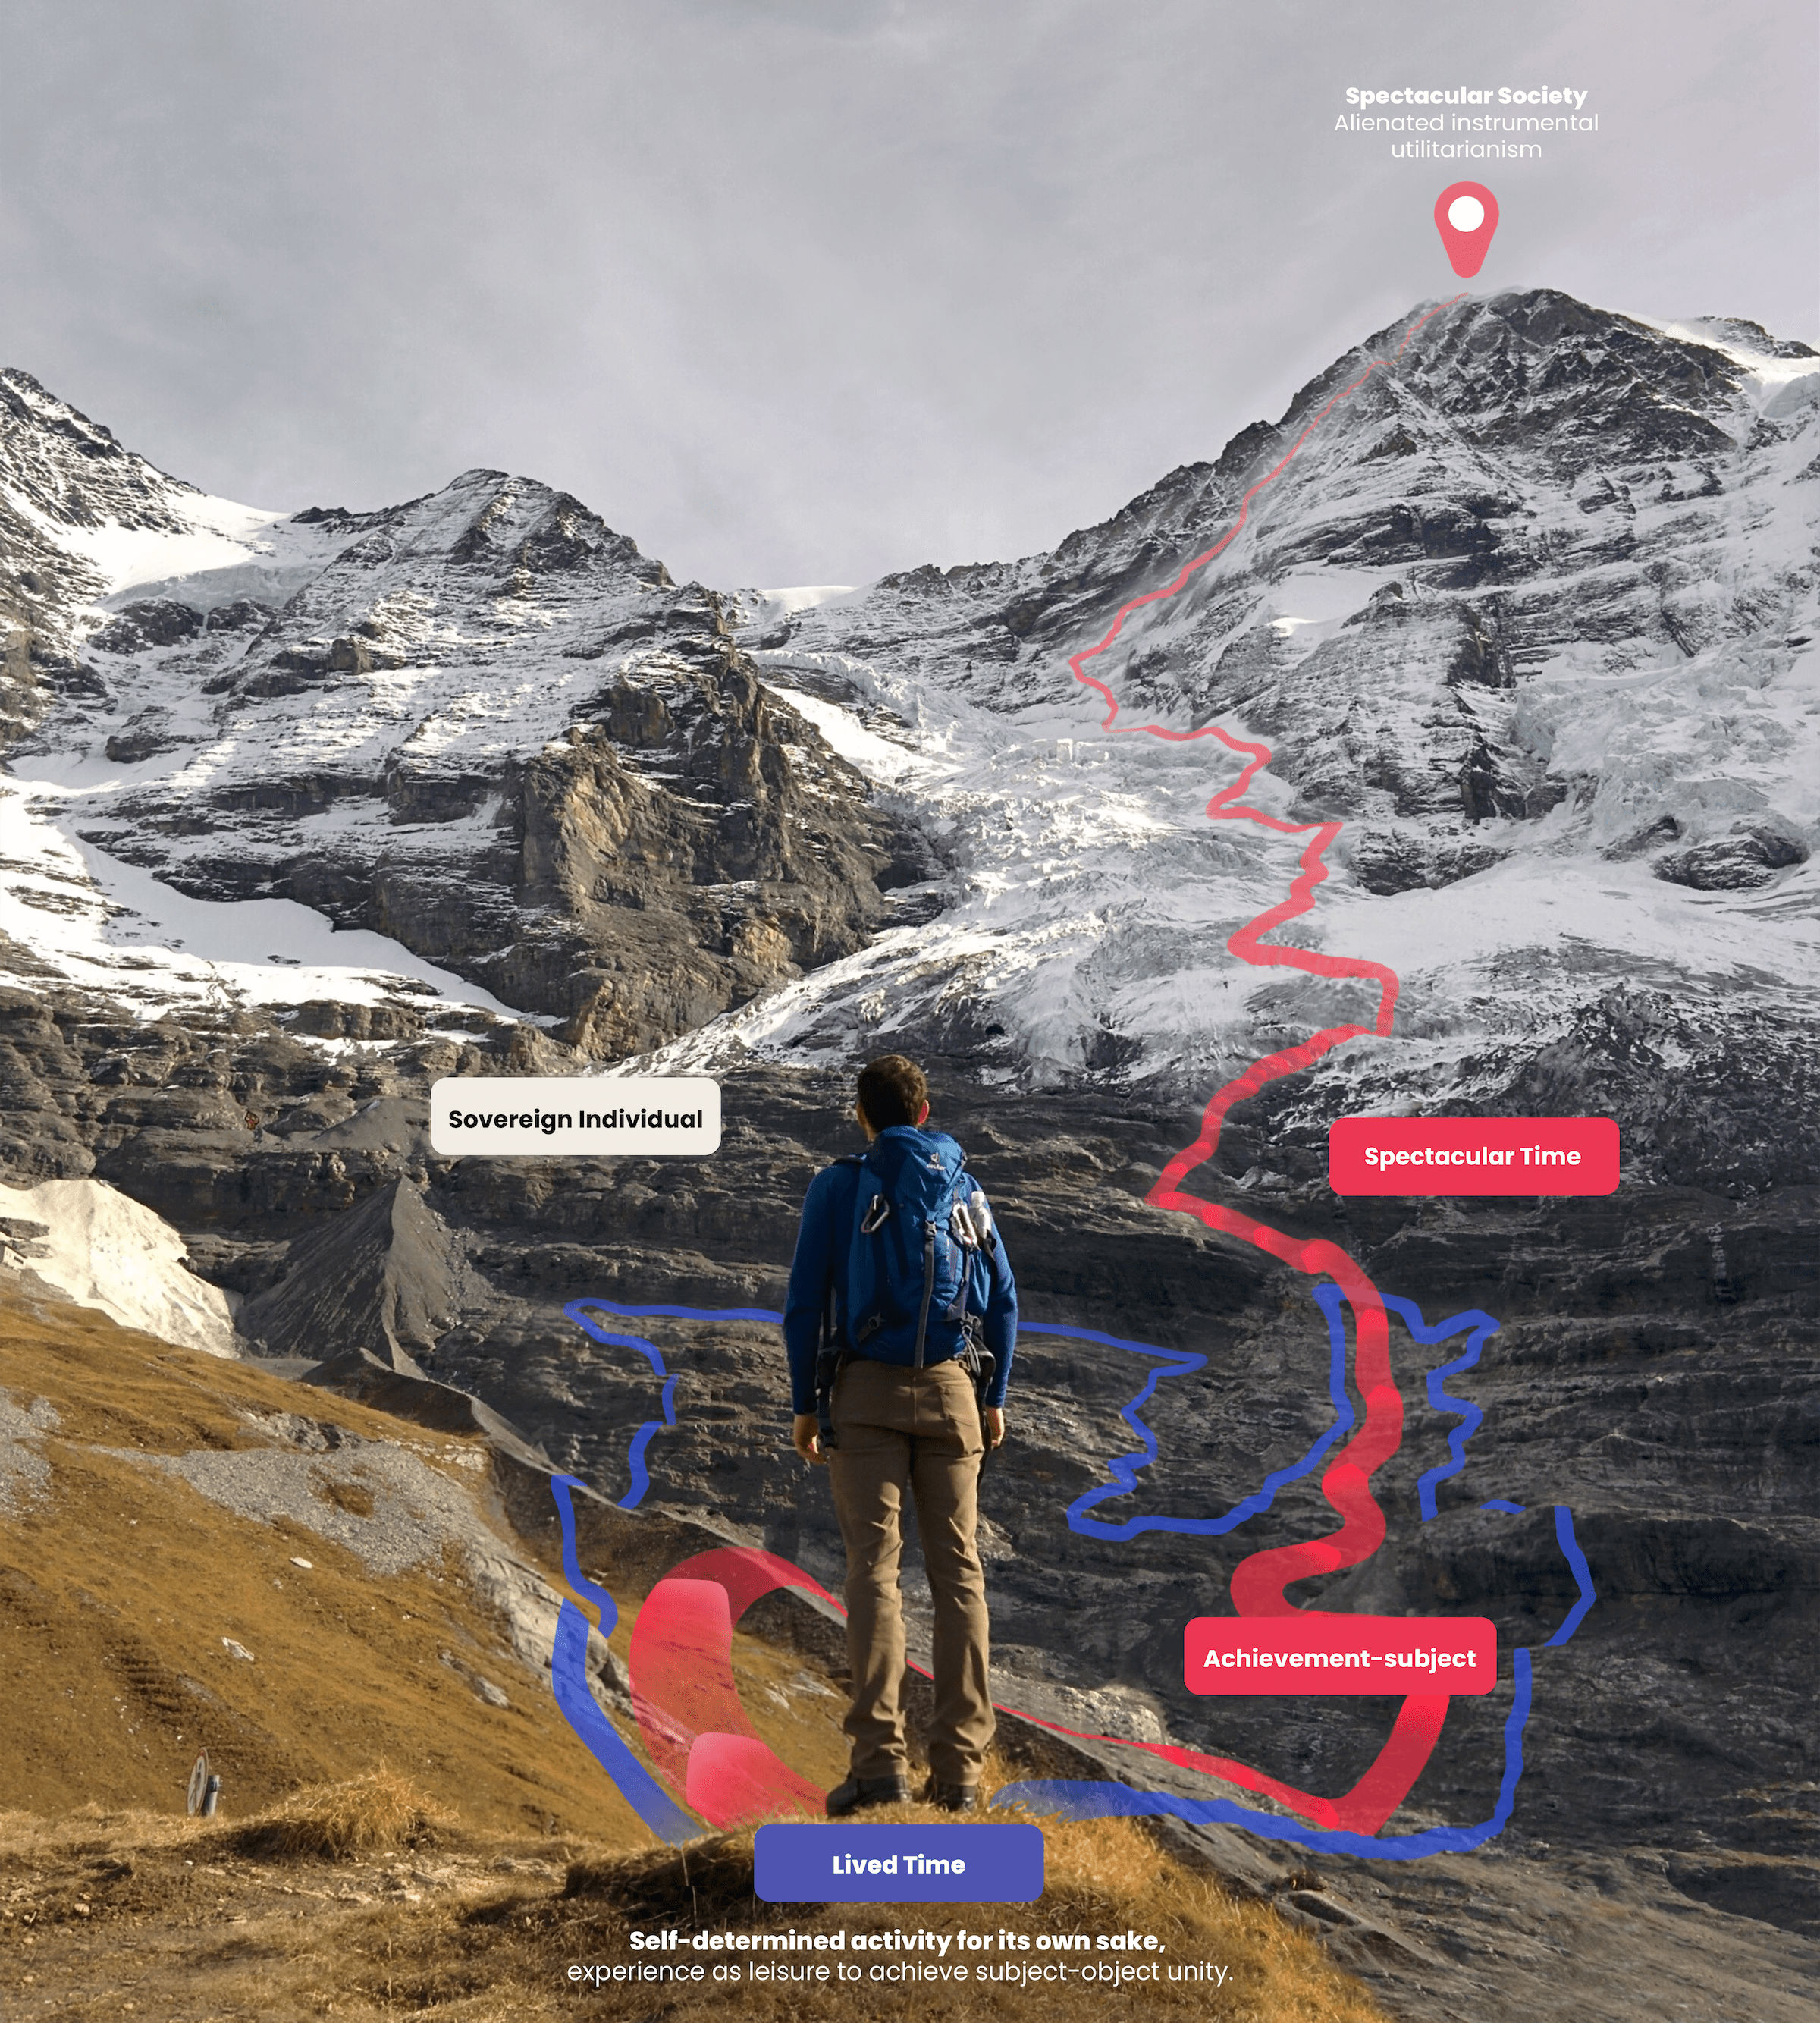 Spectacular Society
Alienated instrumental
utilitarianism
Sovereign Individual
Spectacular Time
Achievement-subject
Lived Time
Self-determined activity for its own sake,
experience as leisure to achieve subject-object unity.